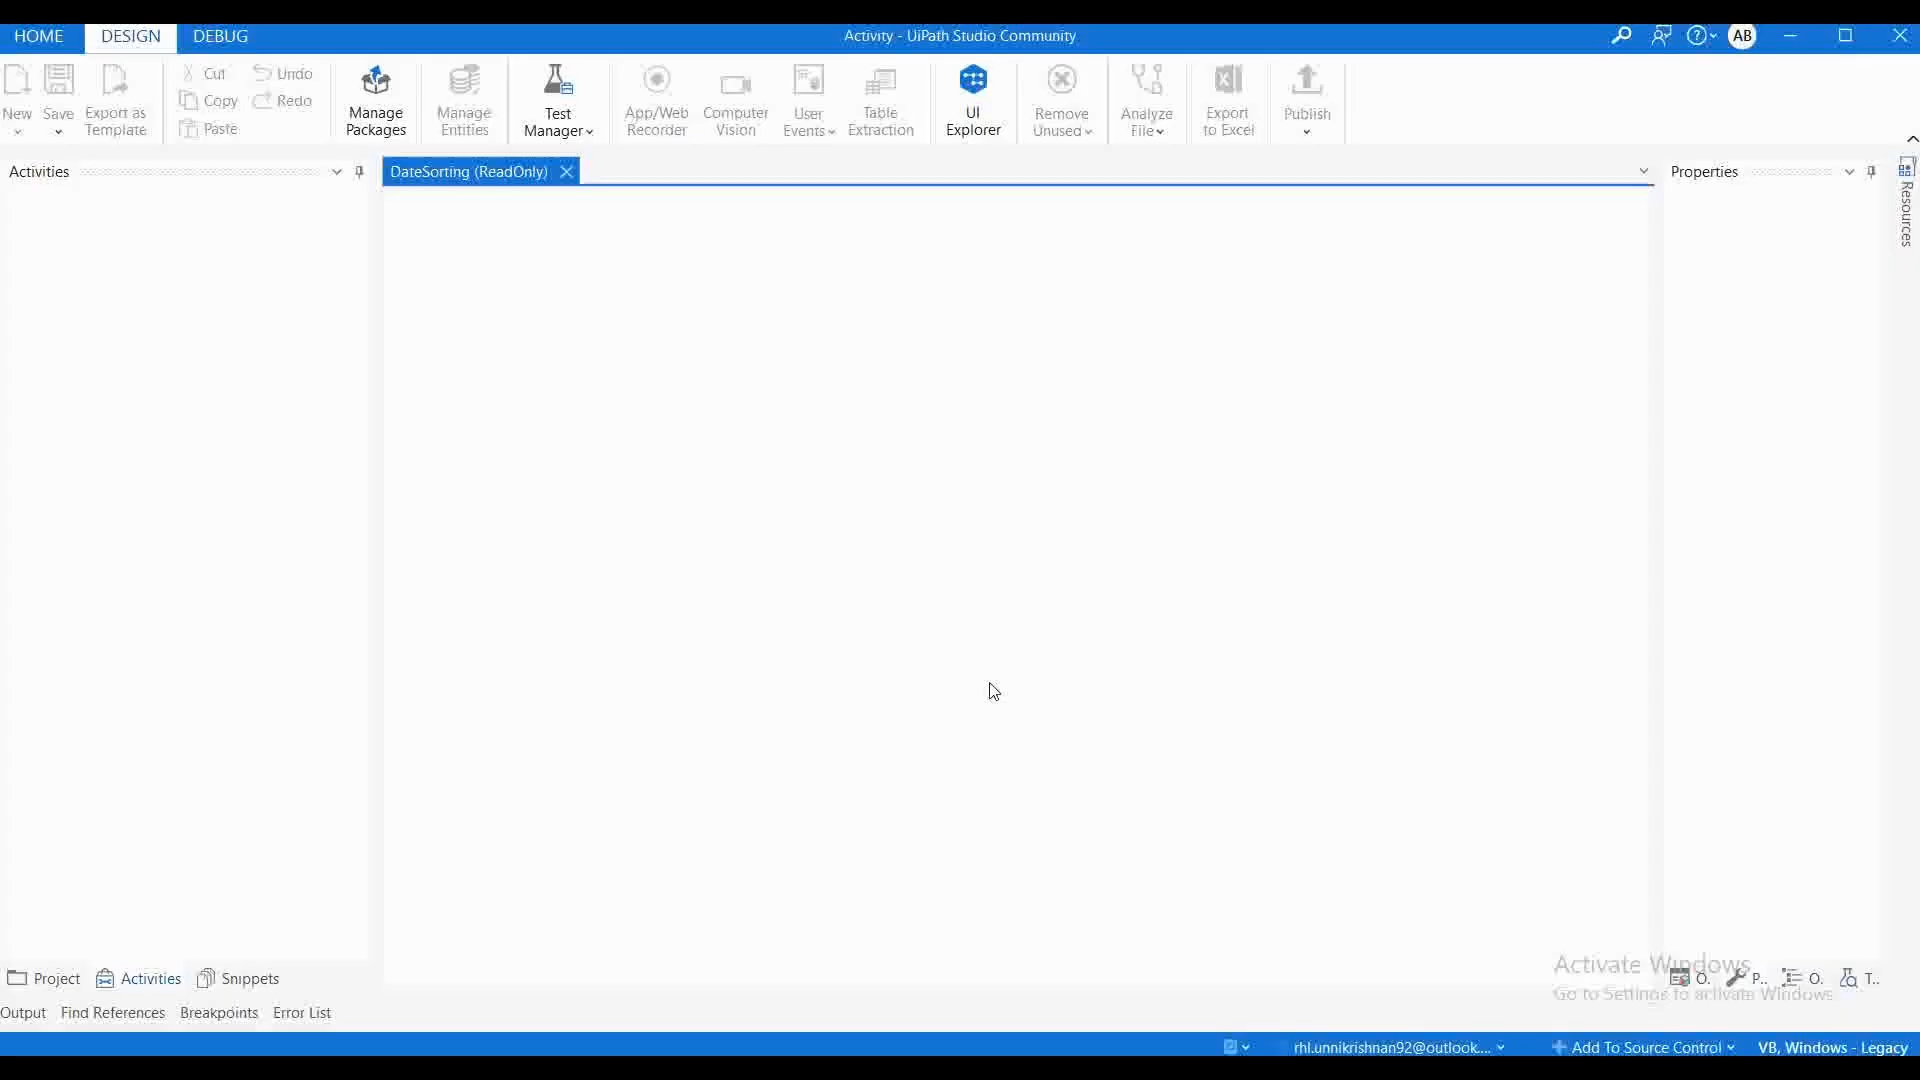 HOME DESIGN DEBUG Activity - UiPath Studio Community AB
New Save Export as Template Cut Copy Paste Undo Redo Manage Packages Manage Entities Test Manager App/Web Recorder Computer Vision User Events Table Extraction UI Explorer Remove Unused Analyze File Export to Excel Publish
Activities DateSorting (ReadOnly) Properties
Resources
Activate Windows
Go to Settings to activate Windows
Project Activities Snippets O. P.. O. T..
Output Find References Breakpoints Error List
rhl.unnikrishnan92@outlook.... Add To Source Control VB, Windows - Legacy